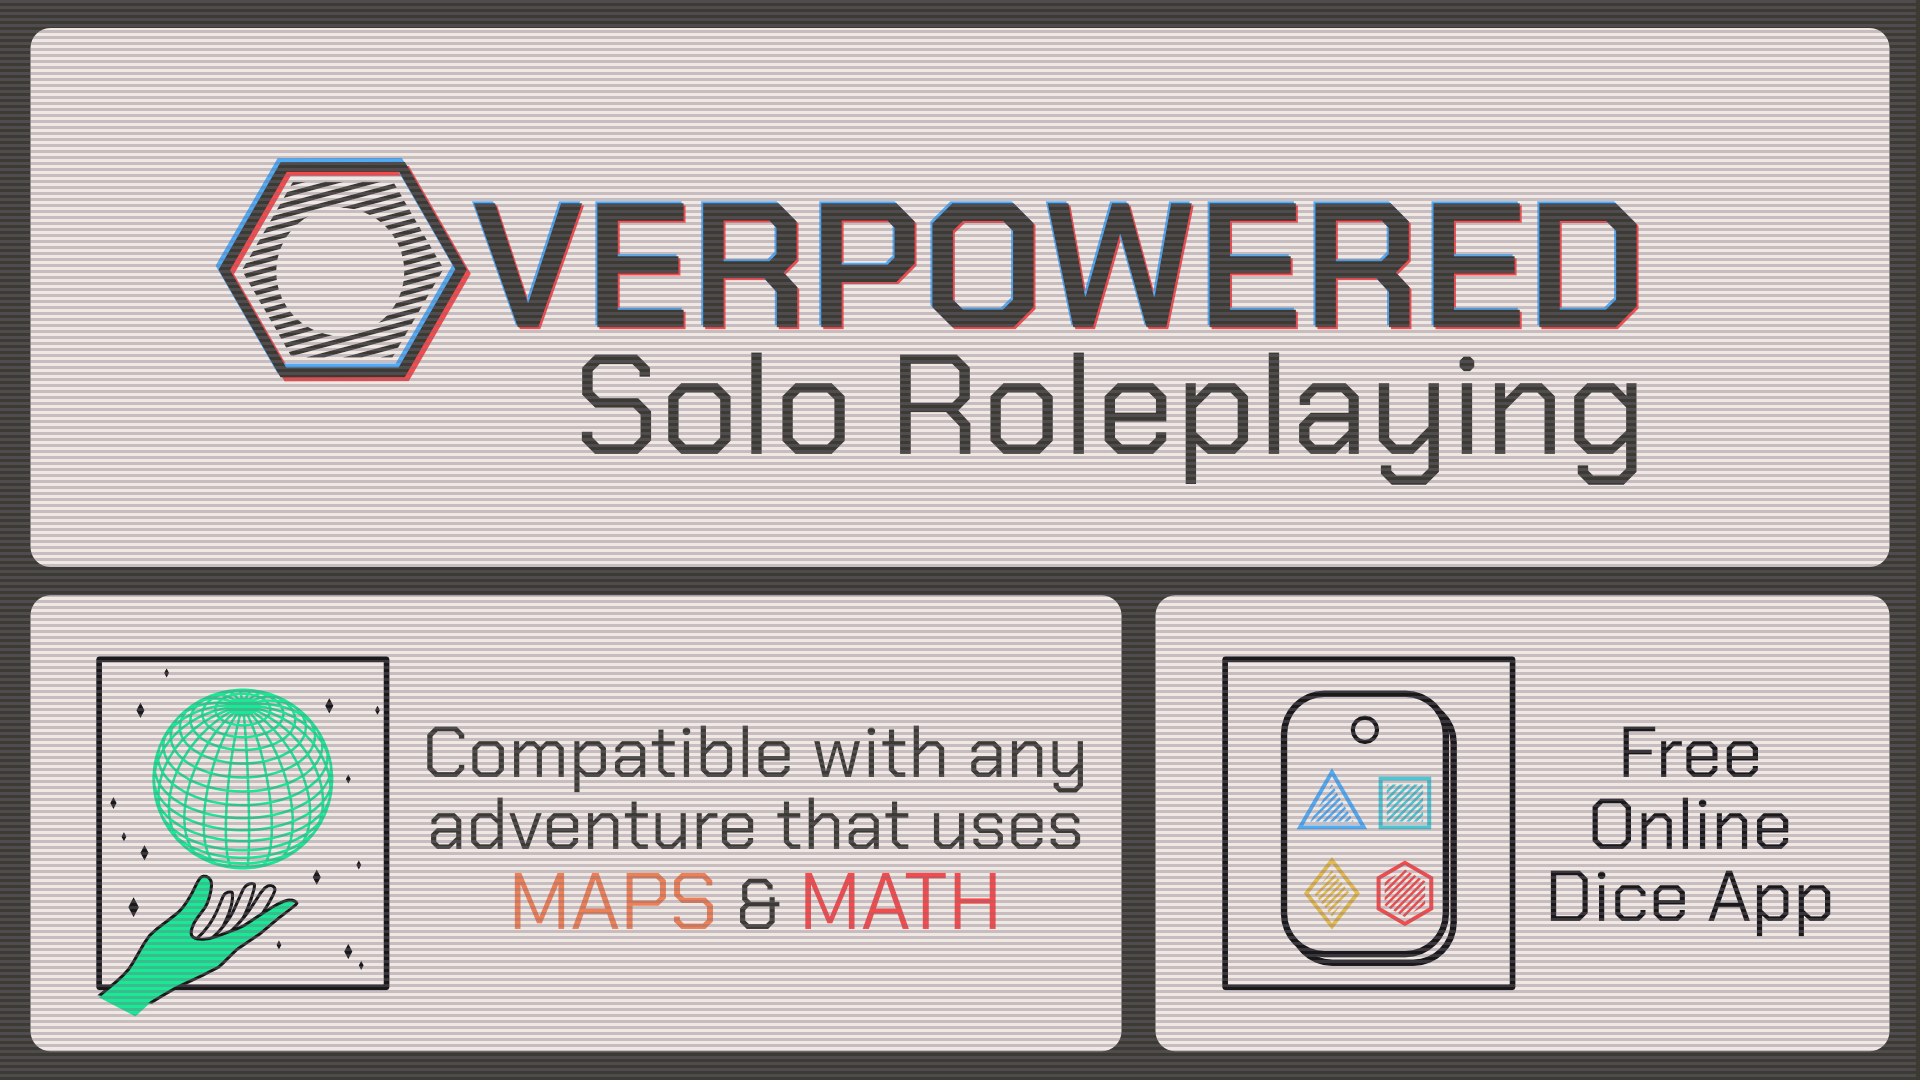 OVERPOWERED
Solo Roleplaying
Compatible with any
adventure that uses
MAPS & MATH
Free
Online
Dice App